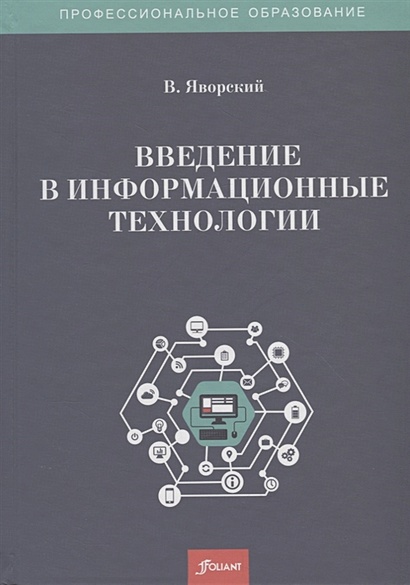 ПРОФЕССИОНАЛЬНОЕ ОБРАЗОВАНИЕ
В. Яворский
ВВЕДЕНИЕ
В ИНФОРМАЦИОННЫЕ
ТЕХНОЛОГИИ
FOLIANT